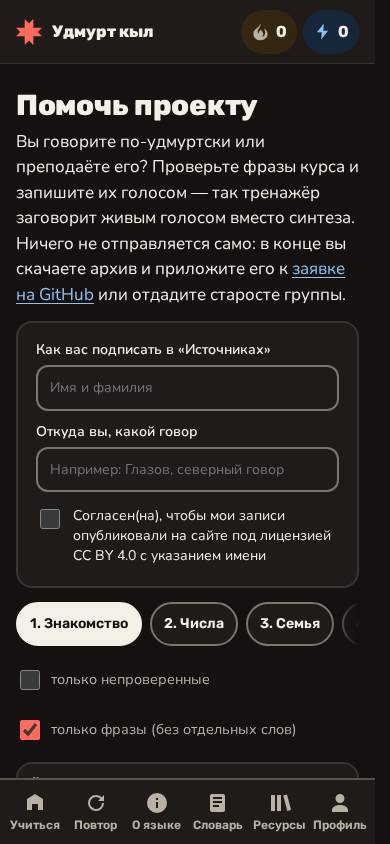 Удмурт кыл
0
0
Помочь проекту
Вы говорите по-удмуртски или
преподаёте его? Проверьте фразы курса и
запишите их голосом — так тренажёр
заговорит живым голосом вместо синтеза.
Ничего не отправляется само: в конце вы
скачаете архив и приложите его к заявке
на GitHub или отдадите старосте группы.
Как вас подписать в «Источниках»
Имя и фамилия
Откуда вы, какой говор
Например: Глазов, северный говор
Согласен(на), чтобы мои записи
опубликовали на сайте под лицензией
CC BY 4.0 с указанием имени
1. Знакомство
2. Числа
3. Семья
только непроверенные
только фразы (без отдельных слов)
Учиться
Повтор
О языке
Словарь
Ресурсы
Профиль